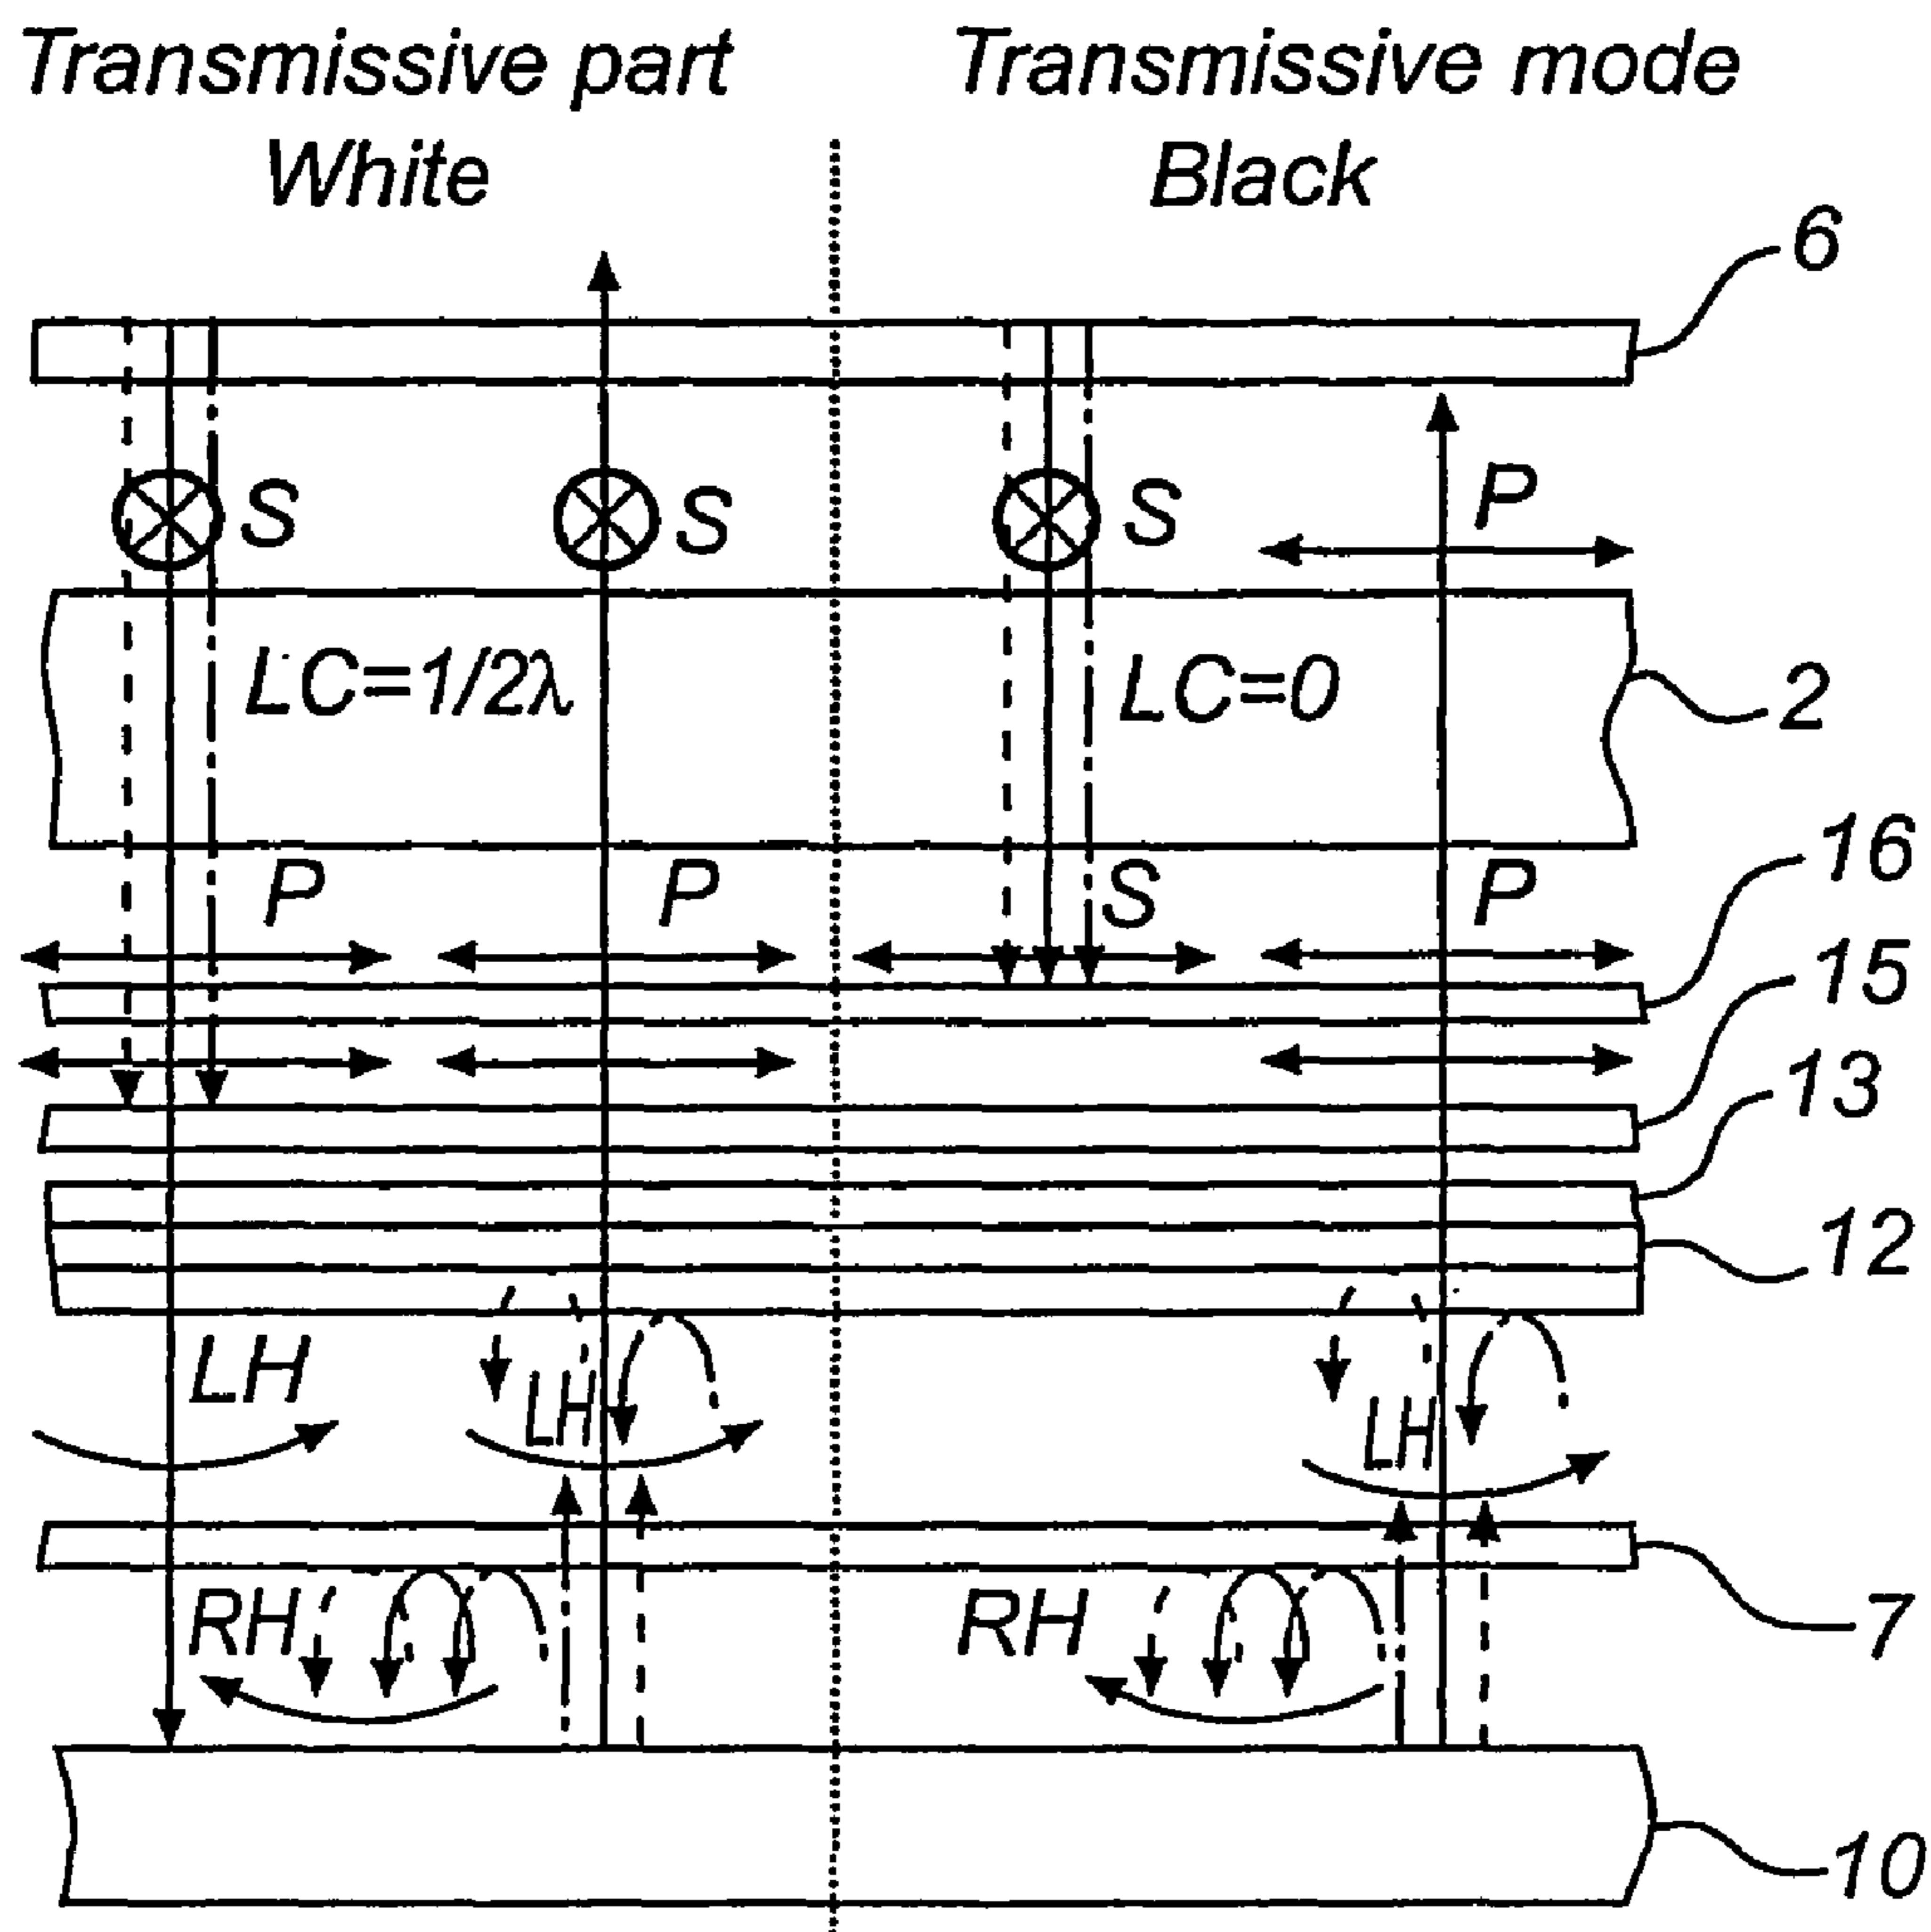 Transmissive part Transmissive mode
White Black
6
S S S P
LC=1/2λ LC=0
2
16
P P S P
15
13
12
LH LH LH
7
RH RH
10